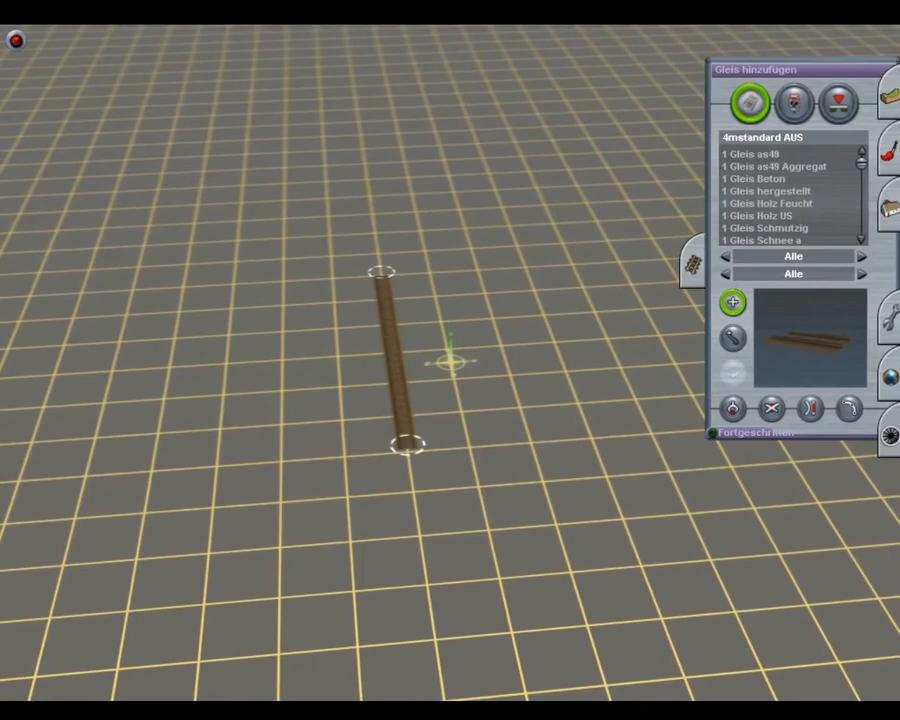 Gleis hinzufügen
4mstandard AUS
1 Gleis as49
1 Gleis as49 Aggregat
1 Gleis Beton
1 Gleis hergestellt
1 Gleis Holz Feucht
1 Gleis Holz US
1 Gleis Schmutzig
1 Gleis Schnee a
Alle
Alle
Fortgeschritten